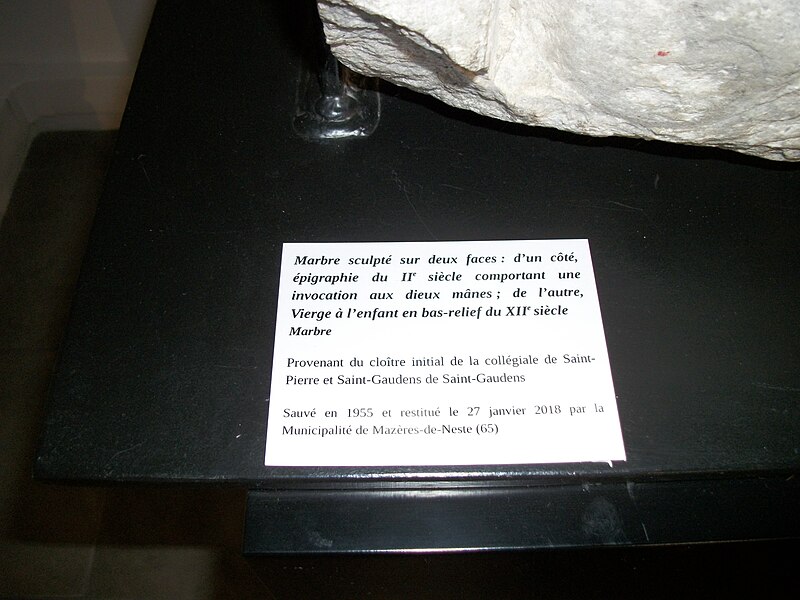 Marbre sculpté sur deux faces : d'un côté,
épigraphie du IIe siècle comportant une
invocation aux dieux mânes ; de l'autre,
Vierge à l'enfant en bas-relief du XIIe siècle
Marbre
Provenant du cloître initial de la collégiale de Saint-
Pierre et Saint-Gaudens de Saint-Gaudens
Sauvé en 1955 et restitué le 27 janvier 2018 par la
Municipalité de Mazères-de-Neste (65)